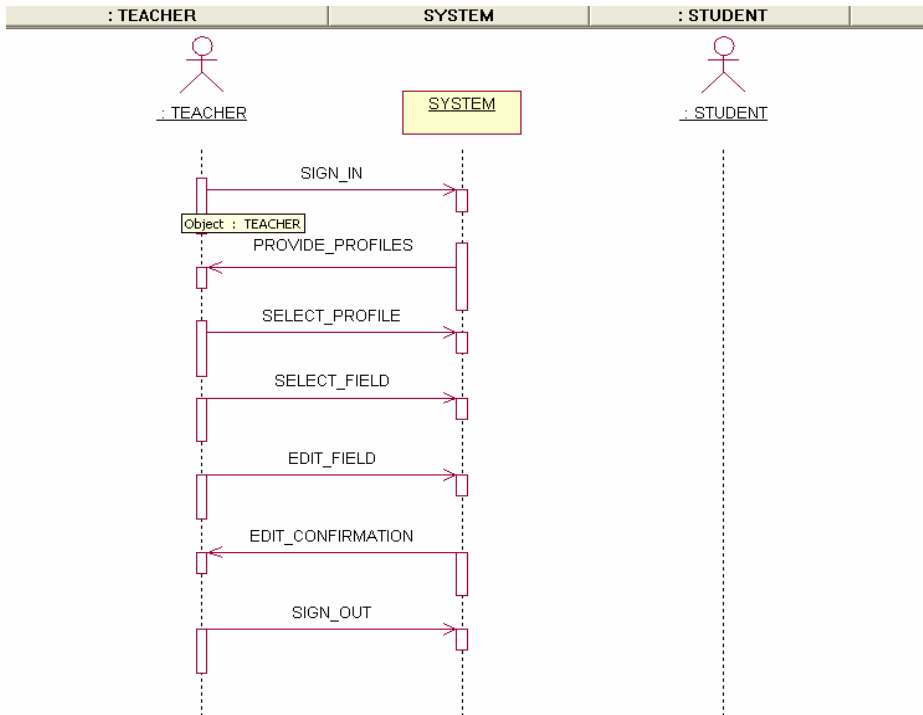 : TEACHER SYSTEM : STUDENT
: TEACHER SYSTEM : STUDENT
SIGN_IN
Object : TEACHER
PROVIDE_PROFILES
SELECT_PROFILE
SELECT_FIELD
EDIT_FIELD
EDIT_CONFIRMATION
SIGN_OUT